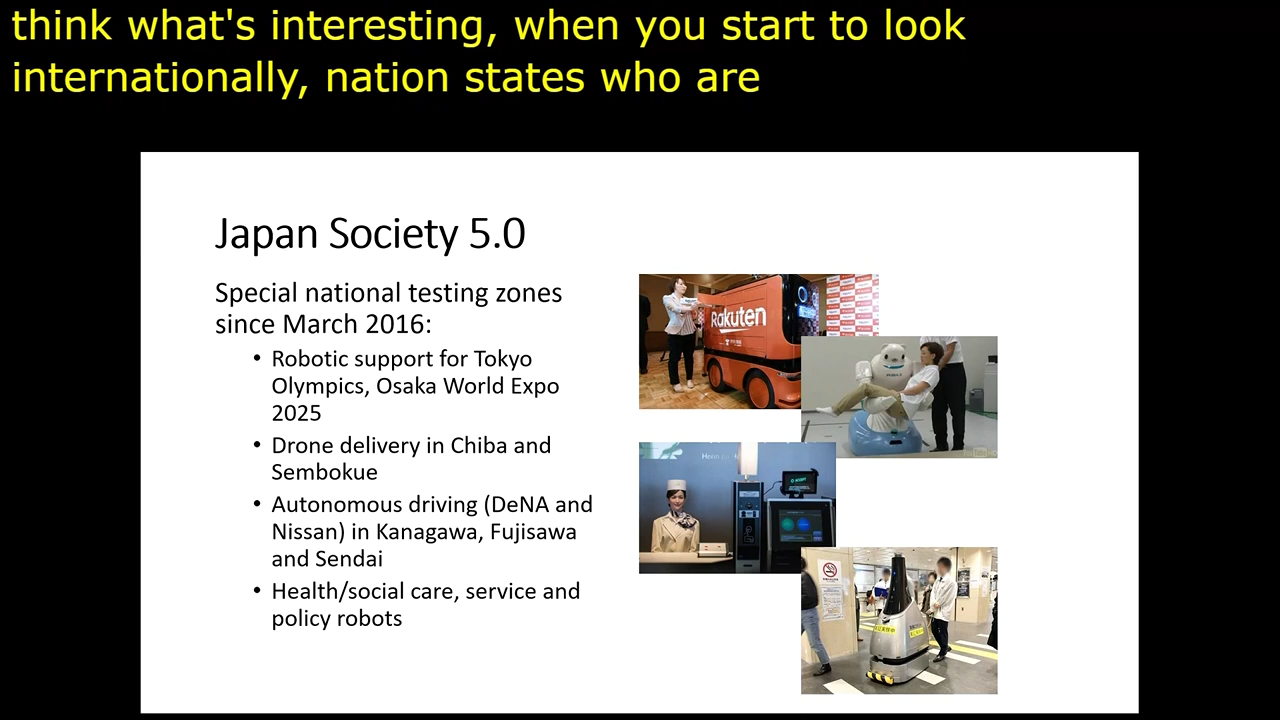 think what's interesting, when you start to look
internationally, nation states who are
Japan Society 5.0
Special national testing zones
since March 2016:
• Robotic support for Tokyo
Olympics, Osaka World Expo
2025
• Drone delivery in Chiba and
Sembokue
• Autonomous driving (DeNA and
Nissan) in Kanagawa, Fujisawa
and Sendai
• Health/social care, service and
policy robots
Rakuten